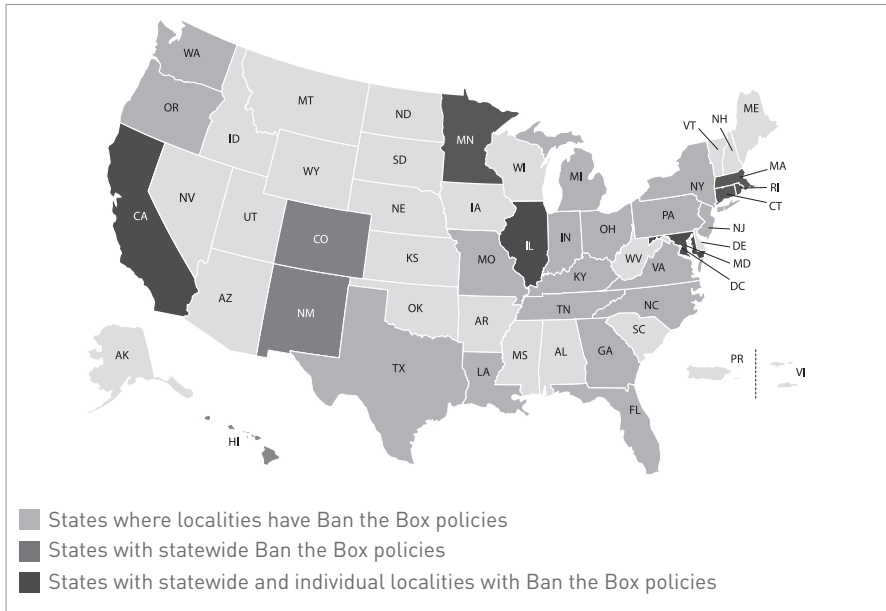 WA
OR
CA
ID
NV
MT
WY
UT
AZ
CO
NM
ND
SD
NE
KS
OK
TX
MN
IA
MO
AR
LA
WI
IL
MI
IN
OH
KY
TN
MS
AL
GA
FL
SC
NC
VA
WV
PA
NY
VT
NH
ME
MA
RI
CT
NJ
DE
MD
DC
AK
HI
PR
VI
States where localities have Ban the Box policies
States with statewide Ban the Box policies
States with statewide and individual localities with Ban the Box policies